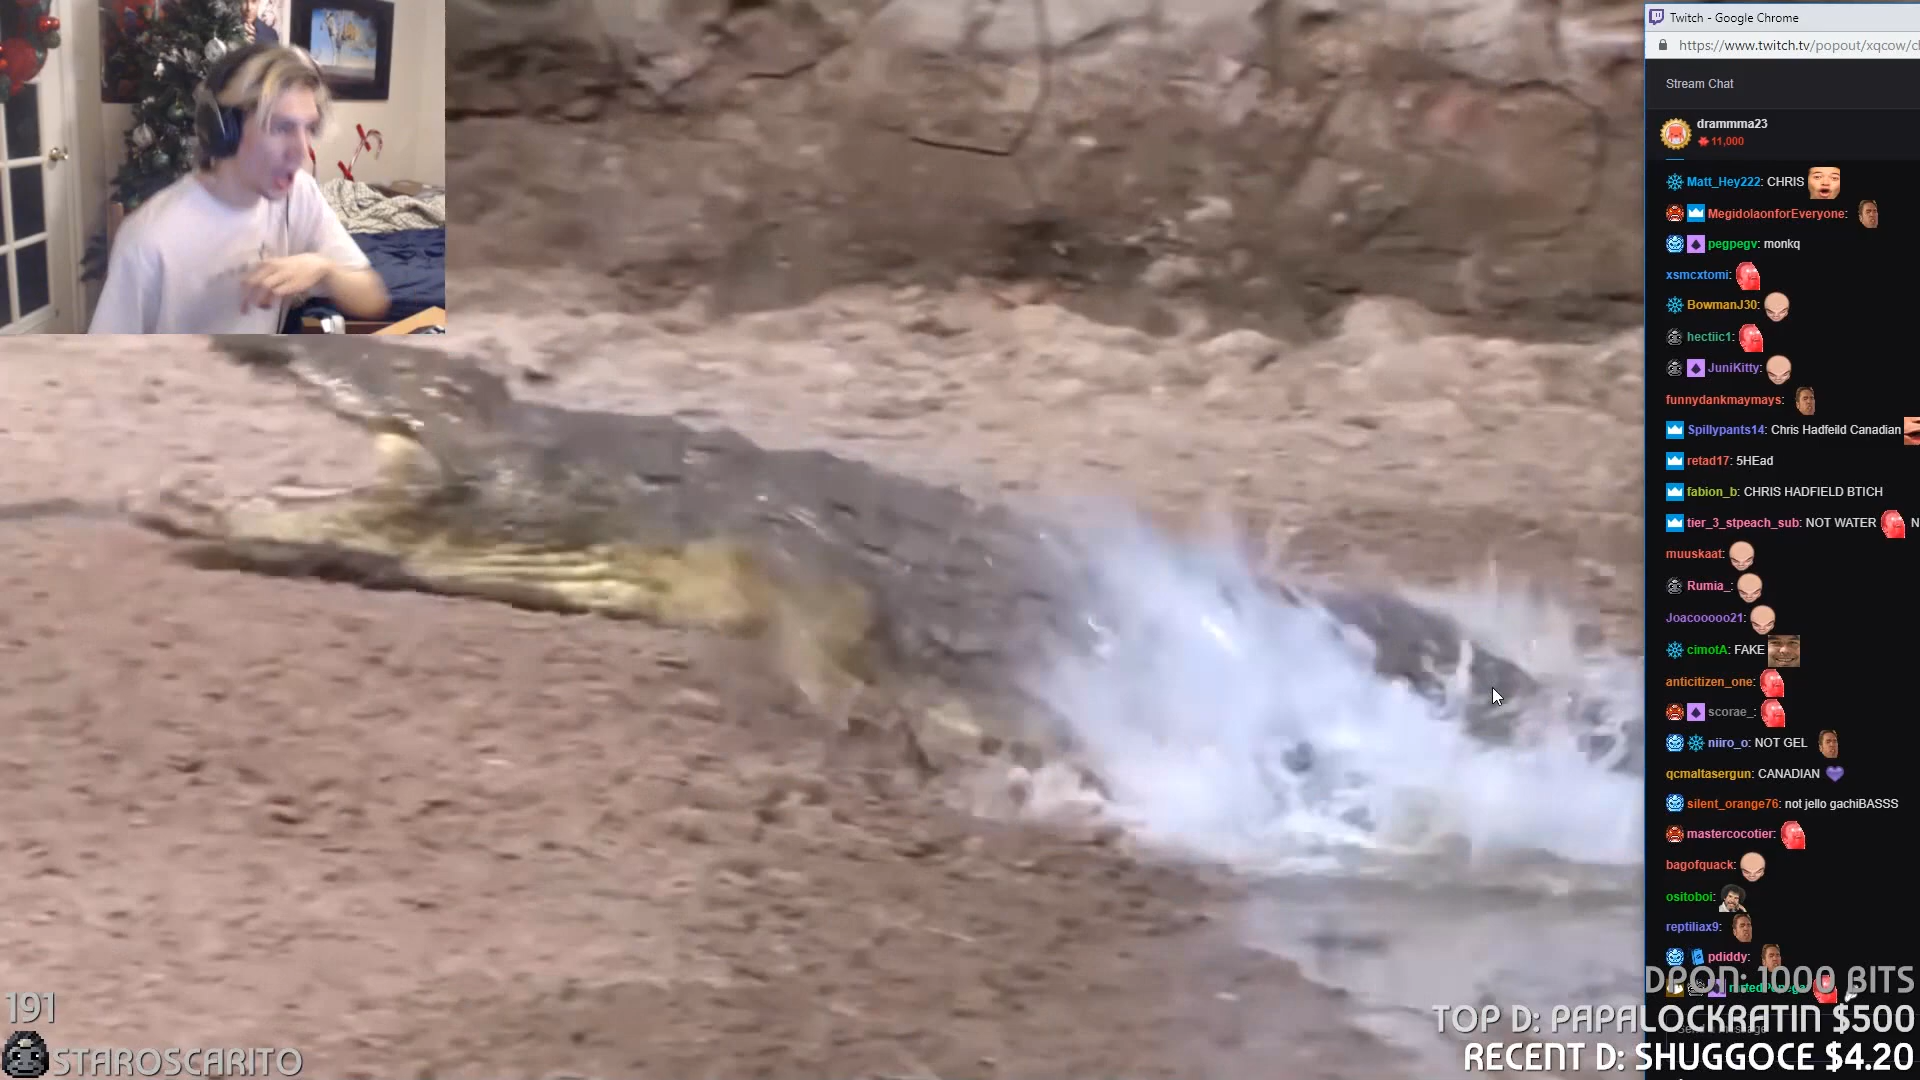 Twitch - Google Chrome
https://www.twitch.tv/popout/xqcow/c
Stream Chat
drammma23
11,000
Matt_Hey222: CHRIS
MegidolaonforEveryone:
pegpegv: monkq
xsmcxtomi:
BowmanJ30:
hectiic1:
JuniKitty:
funnydankmaymays:
Spillypants14: Chris Hadfeild Canadian
retad17: 5HEad
fabion_b: CHRIS HADFIELD BTICH
tier_3_stpeach_sub: NOT WATER N
muuskaat:
Rumia_:
Joacooooo21:
cimotA: FAKE
anticitizen_one:
scorae_:
niiro_o: NOT GEL
qcmaltasergun: CANADIAN
silent_orange76: not jello gachiBASSS
mastercocotier:
bagofquack:
ositoboi:
reptiliax9:
pdiddy:
DPON: 1000 BITS
191
TOP D: PAPALOCKRATIN $500
STAROSCARITO
RECENT D: SHUGGOCE $4.20